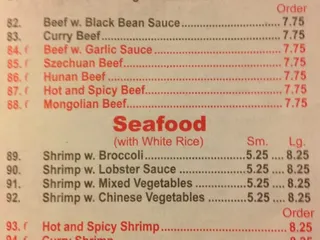 Order
82. Beef w. Black Bean Sauce 7.75
83. Curry Beef 7.75
84. Beef w. Garlic Sauce 7.75
85. Szechuan Beef 7.75
86. Hunan Beef 7.75
87. Hot and Spicy Beef 7.75
88. Mongolian Beef 7.75
Seafood
(with White Rice) Sm. Lg.
89. Shrimp w. Broccoli 5.25 8.25
90. Shrimp w. Lobster Sauce 5.25 8.25
91. Shrimp w. Mixed Vegetables 5.25 8.25
92. Shrimp w. Chinese Vegetables 5.25 8.25
Order
93. Hot and Spicy Shrimp 8.25
Curry Shrimp